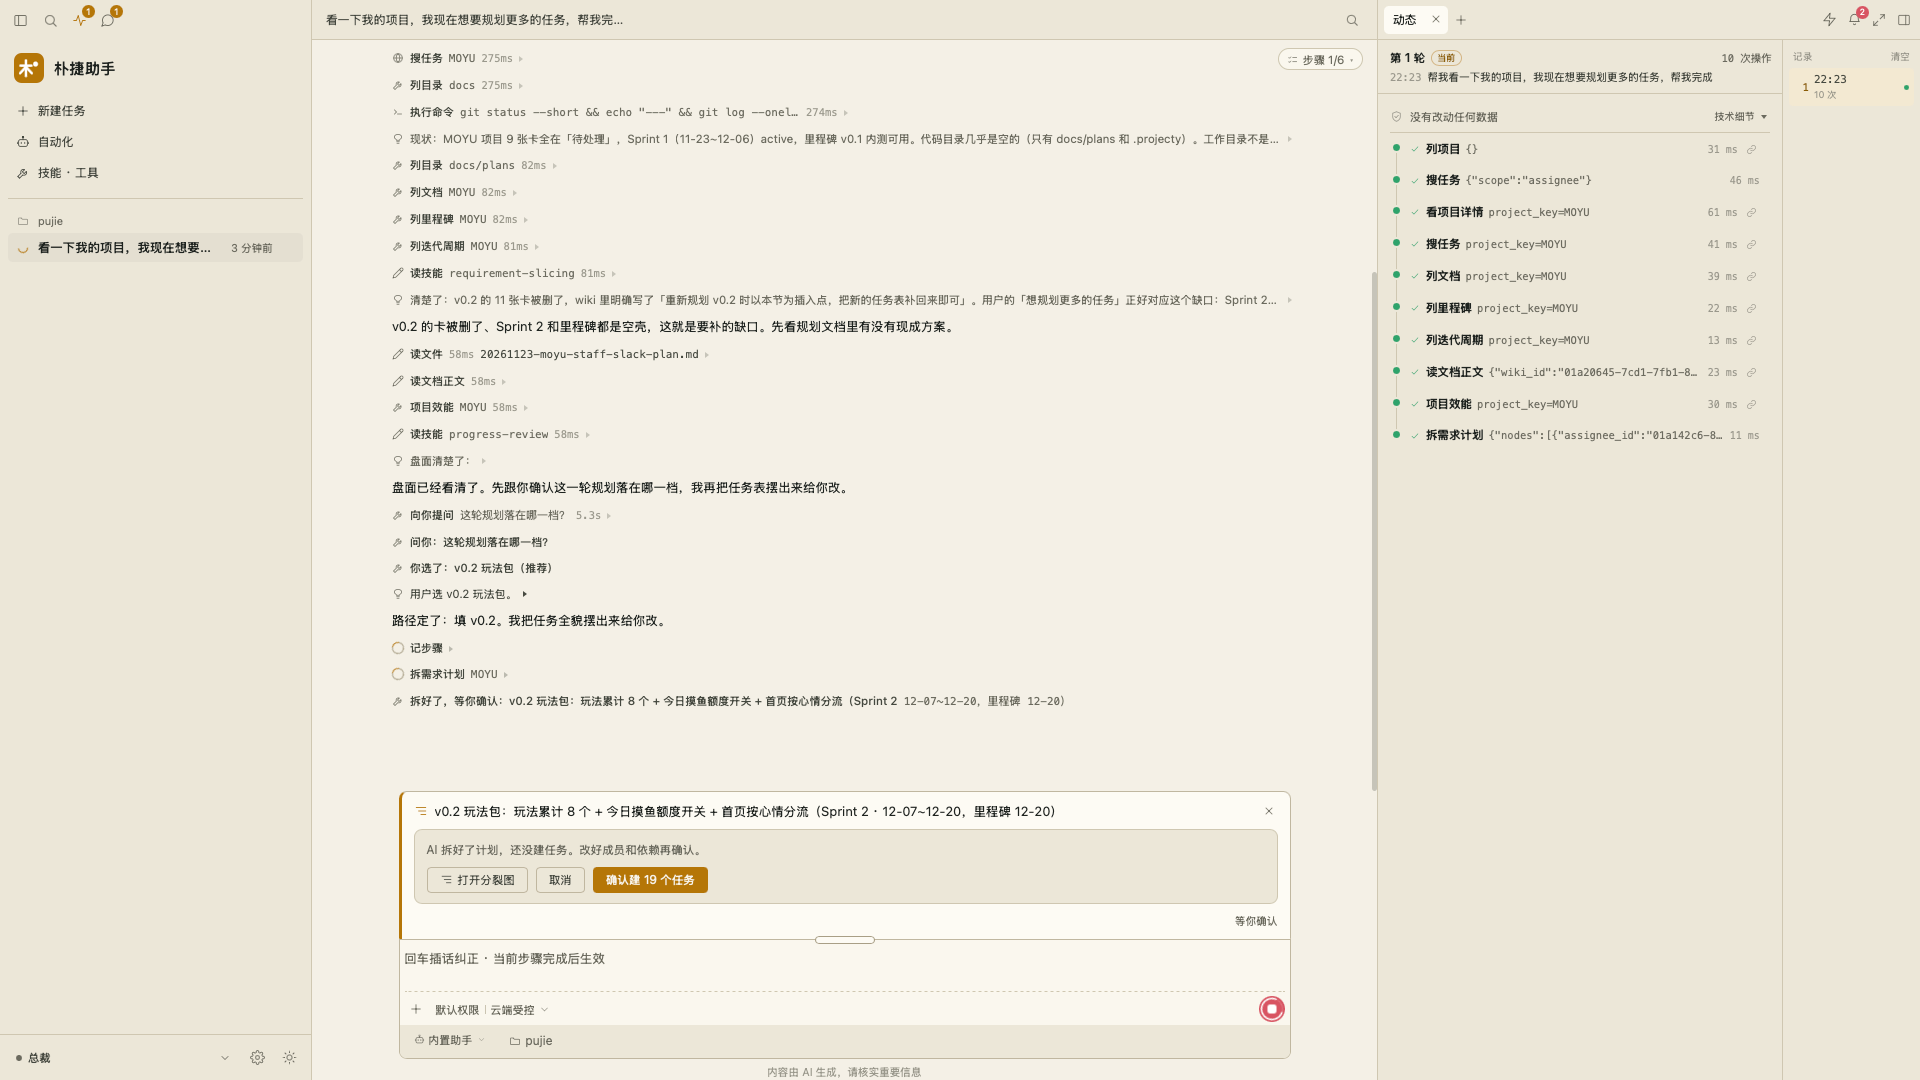 1
1
朴捷助手
新建任务
自动化
技能 · 工具
pujie
看一下我的项目，我现在想要... 3 分钟前
总裁
看一下我的项目，我现在想要规划更多的任务，帮我完...
步骤 1/6
搜任务 MOYU 275ms
列目录 docs 275ms
执行命令 git status --short && echo "---" && git log --onel… 274ms
现状：MOYU 项目 9 张卡全在「待处理」，Sprint 1（11-23~12-06）active，里程碑 v0.1 内测可用。代码目录几乎是空的（只有 docs/plans 和 .projecty）。工作目录不是...
列目录 docs/plans 82ms
列文档 MOYU 82ms
列里程碑 MOYU 82ms
列迭代周期 MOYU 81ms
读技能 requirement-slicing 81ms
清楚了：v0.2 的 11 张卡被删了，wiki 里明确写了「重新规划 v0.2 时以本节为插入点，把新的任务表补回来即可」。用户的「想规划更多的任务」正好对应这个缺口：Sprint 2...
v0.2 的卡被删了、Sprint 2 和里程碑都是空壳，这就是要补的缺口。先看规划文档里有没有现成方案。
读文件 58ms 20261123-moyu-staff-slack-plan.md
读文档正文 58ms
项目效能 MOYU 58ms
读技能 progress-review 58ms
盘面清楚了：
盘面已经看清了。先跟你确认这一轮规划落在哪一档，我再把任务表摆出来给你改。
向你提问 这轮规划落在哪一档？ 5.3s
问你：这轮规划落在哪一档？
你选了：v0.2 玩法包（推荐）
用户选 v0.2 玩法包。
路径定了：填 v0.2。我把任务全貌摆出来给你改。
记步骤
拆需求计划 MOYU
拆好了，等你确认：v0.2 玩法包：玩法累计 8 个 + 今日摸鱼额度开关 + 首页按心情分流（Sprint 2 12-07~12-20，里程碑 12-20）
v0.2 玩法包：玩法累计 8 个 + 今日摸鱼额度开关 + 首页按心情分流（Sprint 2 · 12-07~12-20，里程碑 12-20）
AI 拆好了计划，还没建任务。改好成员和依赖再确认。
打开分裂图 取消 确认建 19 个任务
等你确认
回车插话纠正 · 当前步骤完成后生效
默认权限 云端受控
内置助手 pujie
内容由 AI 生成，请核实重要信息
动态
2
第 1 轮 当前 10 次操作
22:23 帮我看一下我的项目，我现在想要规划更多的任务，帮我完成
没有改动任何数据 技术细节
列项目 {} 31 ms
搜任务 {"scope":"assignee"} 46 ms
看项目详情 project_key=MOYU 61 ms
搜任务 project_key=MOYU 41 ms
列文档 project_key=MOYU 39 ms
列里程碑 project_key=MOYU 22 ms
列迭代周期 project_key=MOYU 13 ms
读文档正文 {"wiki_id":"01a20645-7cd1-7fb1-8… 23 ms
项目效能 project_key=MOYU 30 ms
拆需求计划 {"nodes":[{"assignee_id":"01a142c6-8… 11 ms
记录 清空
1 22:23
10 次